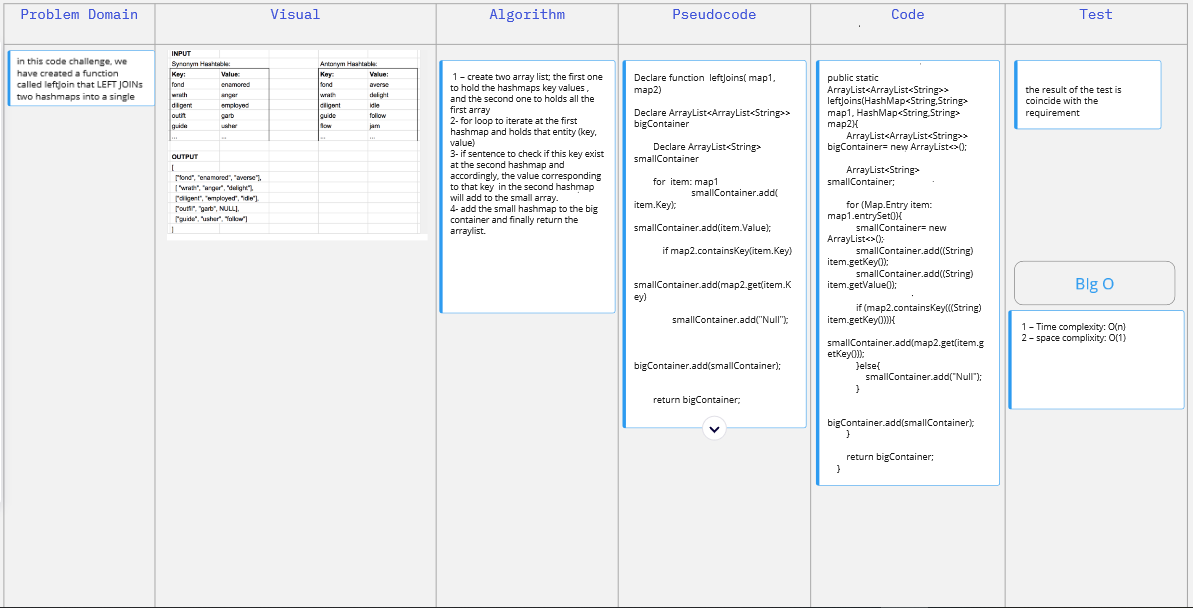 Problem Domain
Visual
Algorithm
Pseudocode
Code
Test
in this code challenge, we
have created a function
called leftJoin that LEFT JOINs
two hashmaps into a single
INPUT
Synonym Hashtable:
Antonym Hashtable:
Key: Value: Key: Value:
fond enamored fond averse
wrath anger wrath delight
diligent employed diligent idle
outfit garb guide follow
guide usher flow jam
... ... ... ...
OUTPUT
[
["fond", "enamored", "averse"],
[ "wrath", "anger", "delight"],
["diligent", "employed", "idle"],
["outfit", "garb", NULL],
["guide", "usher", "follow"]
]
1 – create two array list; the first one
to hold the hashmaps key values ,
and the second one to holds all the
first array
2- for loop to iterate at the first
hashmap and holds that entity (key,
value)
3- if sentence to check if this key exist
at the second hashmap and
accordingly, the value corresponding
to that key in the second hashmap
will add to the small array.
4- add the small hashmap to the big
container and finally return the
arraylist.
Declare function leftJoins( map1,
map2)
Declare ArrayList<ArrayList<String>>
bigContainer
Declare ArrayList<String>
smallContainer
for item: map1
smallContainer.add(
item.Key);
smallContainer.add(item.Value);
if map2.containsKey(item.Key)
smallContainer.add(map2.get(item.K
ey)
smallContainer.add("Null");
bigContainer.add(smallContainer);
return bigContainer;
public static
ArrayList<ArrayList<String>>
leftJoins(HashMap<String,String>
map1, HashMap<String,String>
map2){
ArrayList<ArrayList<String>>
bigContainer= new ArrayList<>();
ArrayList<String>
smallContainer;
for (Map.Entry item:
map1.entrySet()){
smallContainer= new
ArrayList<>();
smallContainer.add((String)
item.getKey());
smallContainer.add((String)
item.getValue());
if (map2.containsKey(((String)
item.getKey()))){
smallContainer.add(map2.get(item.g
etKey()));
}else{
smallContainer.add("Null");
}
bigContainer.add(smallContainer);
}
return bigContainer;
}
the result of the test is
coincide with the
requirement
BIg O
1 – Time complexity: O(n)
2 – space complixity: O(1)